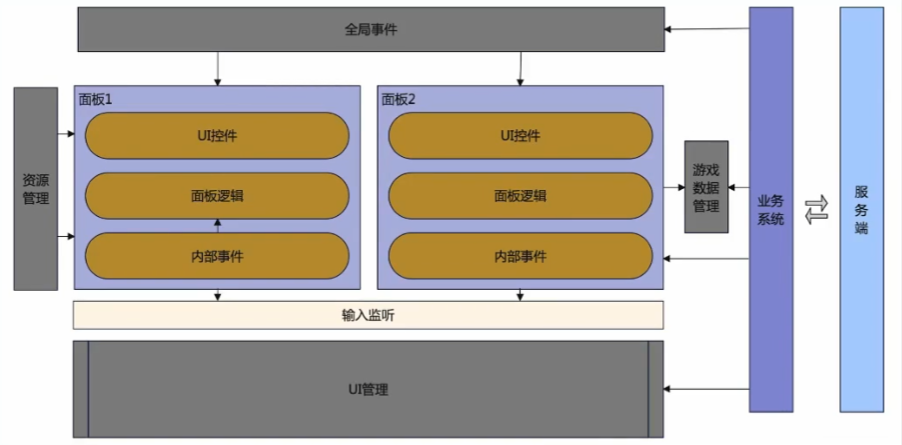 全局事件
面板1
UI控件
面板逻辑
内部事件
面板2
UI控件
面板逻辑
内部事件
资源
管理
游戏
数据
管理
业务
系统
服
务
端
输入监听
UI管理